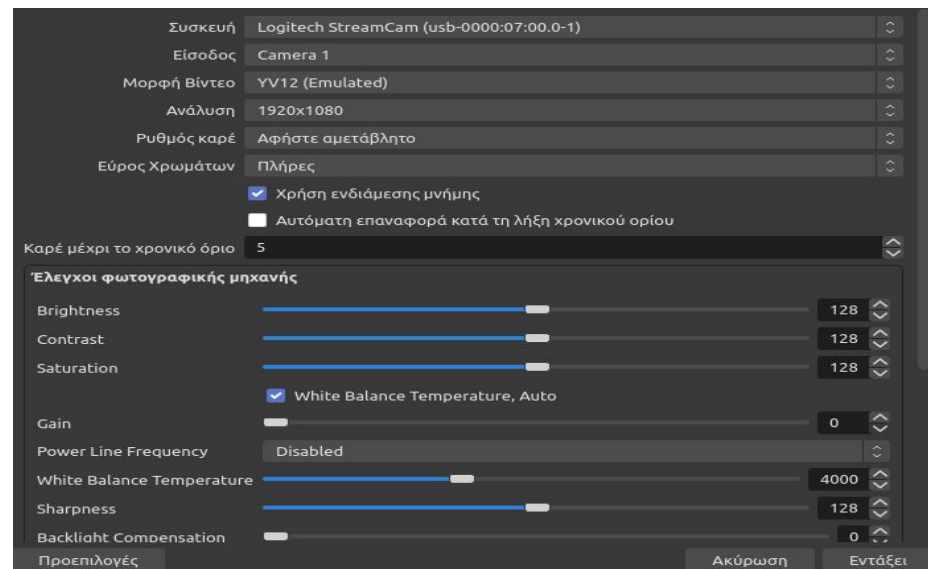 Συσκευή Logitech StreamCam (usb-0000:07:00.0-1)
Είσοδος Camera 1
Μορφή Βίντεο YV12 (Emulated)
Ανάλυση 1920x1080
Ρυθμός καρέ Αφήστε αμετάβλητο
Εύρος Χρωμάτων Πλήρες
Χρήση ενδιάμεσης μνήμης
Αυτόματη επαναφορά κατά τη λήξη χρονικού ορίου
Καρέ μέχρι το χρονικό όριο 5
Έλεγχοι φωτογραφικής μηχανής
Brightness 128
Contrast 128
Saturation 128
White Balance Temperature, Auto
Gain 0
Power Line Frequency Disabled
White Balance Temperature 4000
Sharpness 128
Backlight Compensation 0
Προεπιλογές Ακύρωση Εντάξει